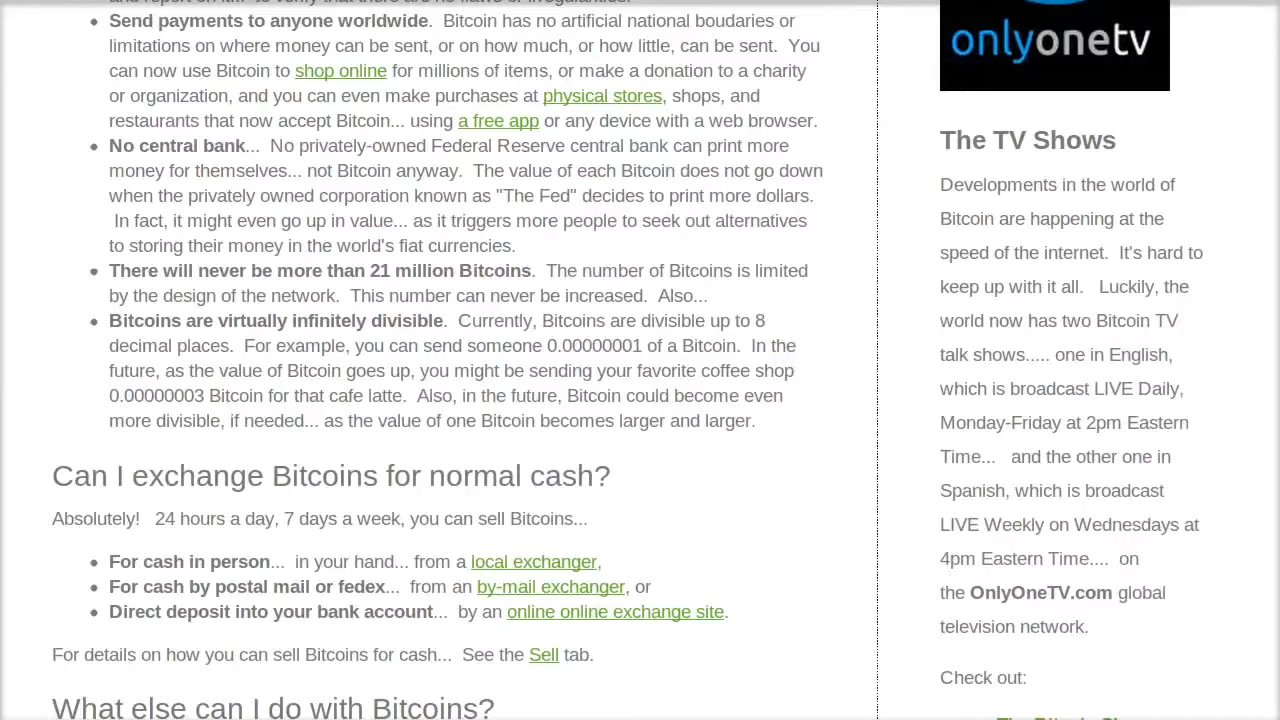 Send payments to anyone worldwide.  Bitcoin has no artificial national boudaries or
limitations on where money can be sent, or on how much, or how little, can be sent.  You
can now use Bitcoin to shop online for millions of items, or make a donation to a charity
or organization, and you can even make purchases at physical stores, shops, and
restaurants that now accept Bitcoin... using a free app or any device with a web browser.
No central bank...  No privately-owned Federal Reserve central bank can print more
money for themselves... not Bitcoin anyway.  The value of each Bitcoin does not go down
when the privately owned corporation known as "The Fed" decides to print more dollars.
In fact, it might even go up in value... as it triggers more people to seek out alternatives
to storing their money in the world's fiat currencies.
There will never be more than 21 million Bitcoins.  The number of Bitcoins is limited
by the design of the network.  This number can never be increased.  Also...
Bitcoins are virtually infinitely divisible.  Currently, Bitcoins are divisible up to 8
decimal places.  For example, you can send someone 0.00000001 of a Bitcoin.  In the
future, as the value of Bitcoin goes up, you might be sending your favorite coffee shop
0.00000003 Bitcoin for that cafe latte.  Also, in the future, Bitcoin could become even
more divisible, if needed... as the value of one Bitcoin becomes larger and larger.
Can I exchange Bitcoins for normal cash?
Absolutely!   24 hours a day, 7 days a week, you can sell Bitcoins...
For cash in person...  in your hand... from a local exchanger,
For cash by postal mail or fedex...  from an by-mail exchanger, or
Direct deposit into your bank account...  by an online online exchange site.
For details on how you can sell Bitcoins for cash...  See the Sell tab.
What else can I do with Bitcoins?
onlyonetv
The TV Shows
Developments in the world of
Bitcoin are happening at the
speed of the internet.  It's hard to
keep up with it all.   Luckily, the
world now has two Bitcoin TV
talk shows..... one in English,
which is broadcast LIVE Daily,
Monday-Friday at 2pm Eastern
Time...   and the other one in
Spanish, which is broadcast
LIVE Weekly on Wednesdays at
4pm Eastern Time....  on
the OnlyOneTV.com global
television network.
Check out: